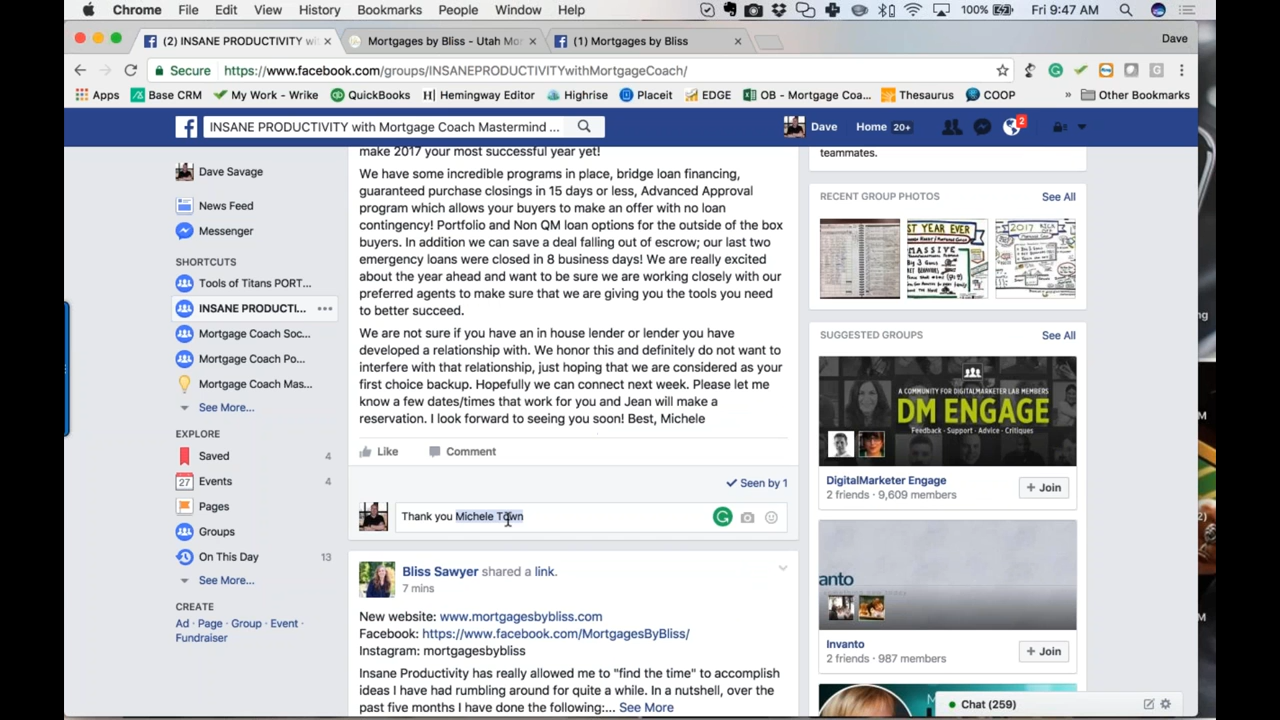 Chrome File Edit View History Bookmarks People Window Help 100% Fri 9:47 AM
(2) INSANE PRODUCTIVITY wit Mortgages by Bliss - Utah Mor (1) Mortgages by Bliss Dave
Secure https://www.facebook.com/groups/INSANEPRODUCTIVITYwithMortgageCoach/
Apps Base CRM My Work - Wrike QuickBooks Hemingway Editor Highrise Placeit EDGE OB - Mortgage Coa... Thesaurus COOP » Other Bookmarks
INSANE PRODUCTIVITY with Mortgage Coach Mastermind ... Dave Home 20+ 2
Dave Savage
News Feed
Messenger
SHORTCUTS
Tools of Titans PORT...
INSANE PRODUCTI...
Mortgage Coach Soc...
Mortgage Coach Po...
Mortgage Coach Mas...
See More...
EXPLORE
Saved 4
27 Events 4
Pages
Groups
On This Day 13
See More...
CREATE
Ad · Page · Group · Event ·
Fundraiser
make 2017 your most successful year yet!
We have some incredible programs in place, bridge loan financing,
guaranteed purchase closings in 15 days or less, Advanced Approval
program which allows your buyers to make an offer with no loan
contingency! Portfolio and Non QM loan options for the outside of the box
buyers. In addition we can save a deal falling out of escrow; our last two
emergency loans were closed in 8 business days! We are really excited
about the year ahead and want to be sure we are working closely with our
preferred agents to make sure that we are giving you the tools you need
to better succeed.
We are not sure if you have an in house lender or lender you have
developed a relationship with. We honor this and definitely do not want to
interfere with that relationship, just hoping that we are considered as your
first choice backup. Hopefully we can connect next week. Please let me
know a few dates/times that work for you and Jean will make a
reservation. I look forward to seeing you soon! Best, Michele
Like Comment
Seen by 1
Thank you Michele Town
Bliss Sawyer shared a link.
7 mins
New website: www.mortgagesbybliss.com
Facebook: https://www.facebook.com/MortgagesByBliss/
Instagram: mortgagesbybliss
Insane Productivity has really allowed me to "find the time" to accomplish
ideas I have had rumbling around for quite a while. In a nutshell, over the
past five months I have done the following:... See More
teammates.
RECENT GROUP PHOTOS See All
ST YEAR EVER
2017
SUGGESTED GROUPS See All
A COMMUNITY FOR DIGITALMARKETER LAB MEMBERS
DM ENGAGE
Feedback - Support - Advice - Critiques
DigitalMarketer Engage
2 friends · 9,609 members
+ Join
anto
Invanto
2 friends · 987 members
+ Join
Chat (259)